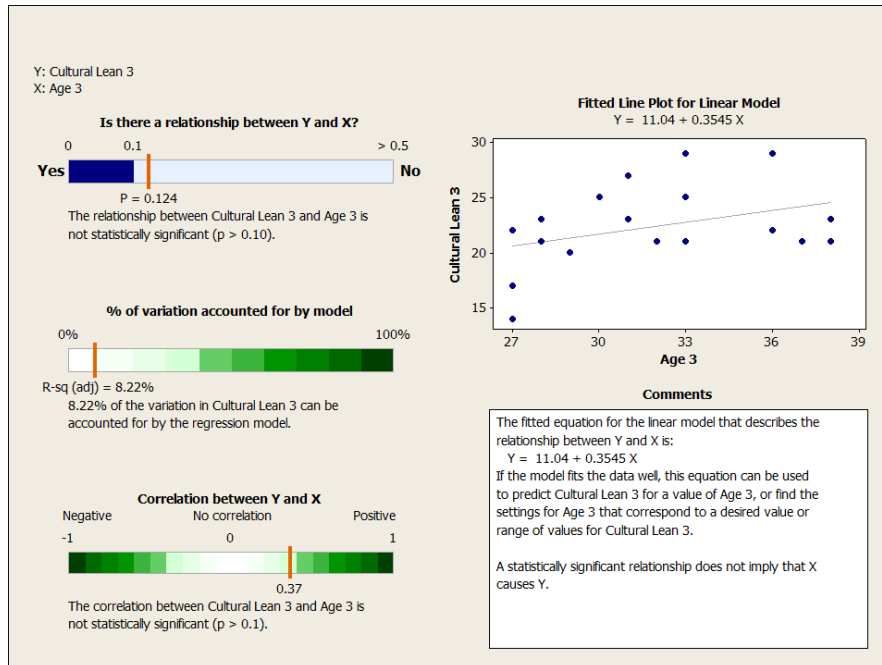 Y: Cultural Lean 3
X: Age 3
Is there a relationship between Y and X?
0 0.1 > 0.5
Yes No
P = 0.124
The relationship between Cultural Lean 3 and Age 3 is
not statistically significant (p > 0.10).
% of variation accounted for by model
0% 100%
R-sq (adj) = 8.22%
8.22% of the variation in Cultural Lean 3 can be
accounted for by the regression model.
Correlation between Y and X
Negative No correlation Positive
-1 0 1
0.37
The correlation between Cultural Lean 3 and Age 3 is
not statistically significant (p > 0.1).
Fitted Line Plot for Linear Model
Y = 11.04 + 0.3545 X
30
25
20
15
Cultural Lean 3
27 30 33 36 39
Age 3
Comments
The fitted equation for the linear model that describes the
relationship between Y and X is:
Y = 11.04 + 0.3545 X
If the model fits the data well, this equation can be used
to predict Cultural Lean 3 for a value of Age 3, or find the
settings for Age 3 that correspond to a desired value or
range of values for Cultural Lean 3.
A statistically significant relationship does not imply that X
causes Y.